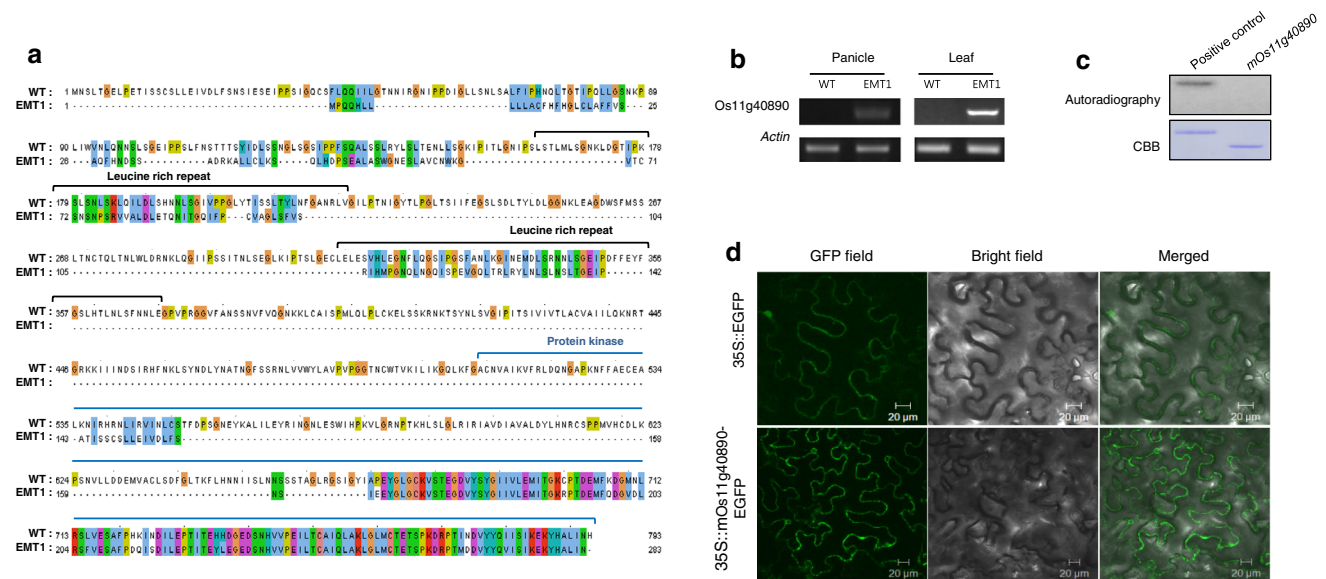 a
WT : 1 MNSLTGELPETISSCSLLEIVDLFSNSIESEIPPSIGQCSFLQQIILGTNNIRGNIPPDIGLLSNLSALFIPHNQLTGTIPQLLGSNKP 89
EMT1 : 1 MPQQHLL LLLACFHFHGLCLAFFVS 25
WT : 90 LIWVNLQNNSLSGEIPPSLFNSTTTSYIDLSSNGLSGSIPPFSQALSSLRYLSLTENLLSGKIPITLGNIPSLSTLMLSGNKLDGTIPK 178
EMT1 : 26 AQFHNDSS ADRKALLCLKS QLHDPSEALASWGNESLAVCNWKG VTC 71
Leucine rich repeat
WT : 179 SLSNLSKLQILDLSHNNLSGIVPPGLYTISSLTYLNFGANRLVGILPTNIGYTLPGLTSIIFEGSLSDLTYLDLGGNKLEAGDWSFMSS 267
EMT1 : 72 SNSNPSRVVALDLETQNITGQIFP CVAGLSFVS 104
Leucine rich repeat
WT : 268 LTNCTQLTNLWLDRNKLQGIIPSSITNLSEGLKIPTSLGECLELESVHLEGNFLQGSIPGSFANLKGINEMDLSRNNLSGEIPDFFEYF 356
EMT1 : 105 RIHMPGNQLNGQISPEVGQLTRLRYLNLSLNSLTGEIP 142
WT : 357 GSLHTLNLSFNNLEGPVPRGGVFANSSNVFVQGNKKLCAISPMLQLPLCKELSSKRNKTSYNLSVGIPITSIVIVTLACVAIILQKNRT 445
EMT1 :
Protein kinase
WT : 446 GRKKIIINDSIRHFNKLSYNDLYNATNGFSSRNLVVWYLAVPVPGGTNCWTVKILIKGQLKFGACNVAIKVFRLDQNGAPKNFFAECEA 534
EMT1 :
WT : 535 LKNIRHRNLIRVINLCSTFDPSGNEYKALILEYRINGNLESWIHPKVLGRNPTKHLSLGLRIRIAVDIAVALDYLHNRCSPPMVHCDLK 623
EMT1 : 143 ATISSCSLLEIVDLFS 158
WT : 624 PSNVLLDDEMVACLSDFGLTKFLHNNIISLNNSSSTAGLRGSIGYIAPEYGLGCKVSTEGDVYSYGIIVLEMITGKCPTDEMFKDGMNL 712
EMT1 : 159 NS IEEYGLGCKVSTEGDVYSYGIIVLEMITGKRPTDEMFQDGVDL 203
WT : 713 RSLVESAFPHKINDILEPTITEHHDGEDSNHVVPEILTCAIQLAKLGLMCTETSPKDRPTINDVYYQIISIKEKYHALINH 793
EMT1 : 204 RSFVESAFPDQISDILEPTITEYLEGEDSNHVVPEILTCAIQLAKLGLMCTETSPKDRPTMDDVYYQVISIKEKYHALIN 283
b
Panicle Leaf
WT EMT1 WT EMT1
Os11g40890
Actin
c
Positive control mOs11g40890
Autoradiography
CBB
d
GFP field Bright field Merged
35S::EGFP
20 µm 20 µm 20 µm
35S::mOs11g40890-
EGFP
20 µm 20 µm 20 µm